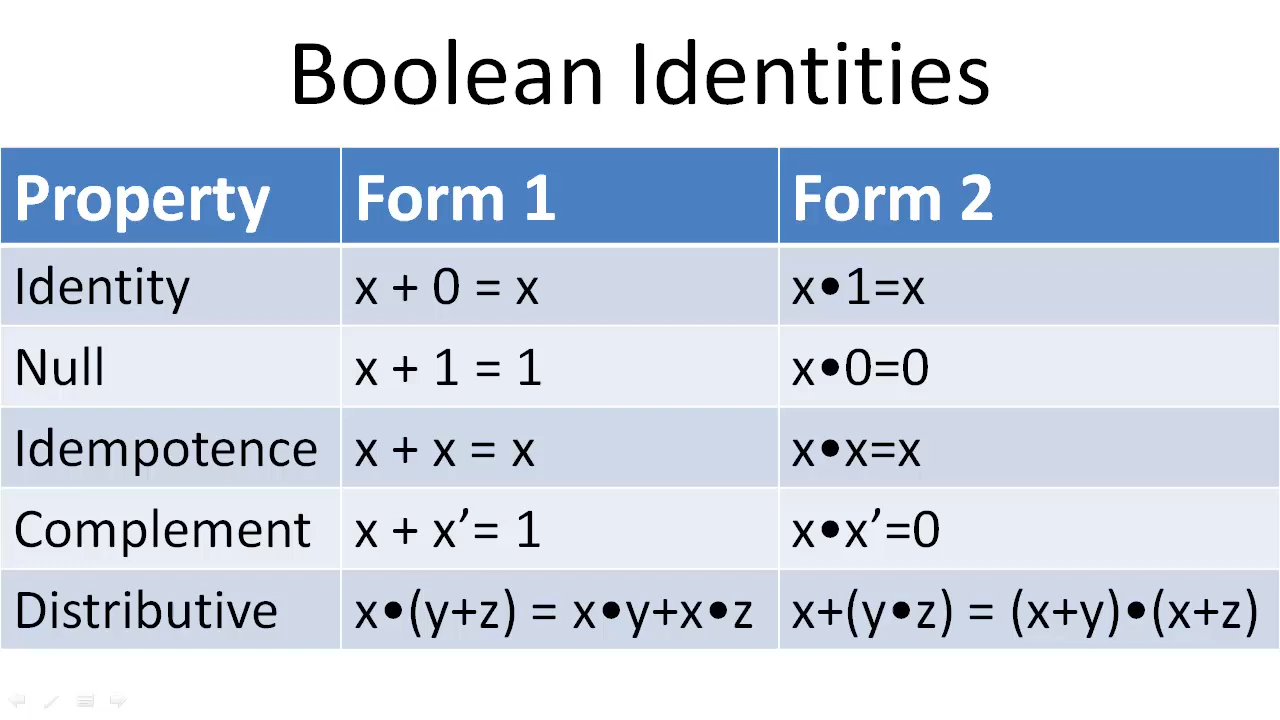 Boolean Identities
Property Form 1 Form 2
Identity x + 0 = x x•1=x
Null x + 1 = 1 x•0=0
Idempotence x + x = x x•x=x
Complement x + x’= 1 x•x’=0
Distributive x•(y+z) = x•y+x•z x+(y•z) = (x+y)•(x+z)